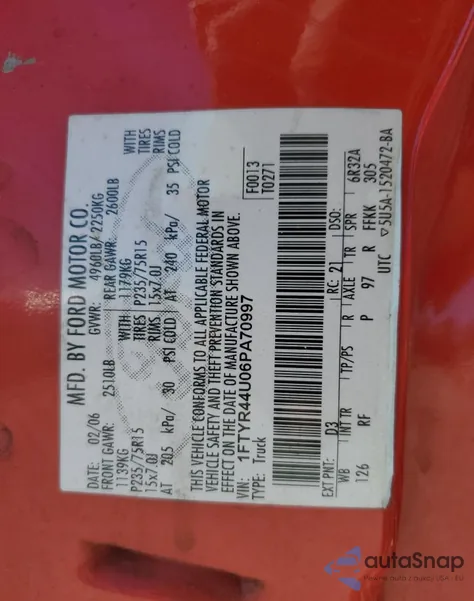 MFD. BY FORD MOTOR CO.
DATE: 02/06 GVWR: 4960LB/ 2250KG
FRONT GAWR: 2510LB REAR GAWR: 2600LB
1139KG WITH 1179KG WITH
P235/75R15 TIRES P235/75R15 TIRES
15x7.0J RIMS 15x7.0J RIMS
AT 205 kPa/ 30 PSI COLD AT 240 kPa/ 35 PSI COLD
THIS VEHICLE CONFORMS TO ALL APPLICABLE FEDERAL MOTOR
VEHICLE SAFETY AND THEFT PREVENTION STANDARDS IN
EFFECT ON THE DATE OF MANUFACTURE SHOWN ABOVE.
VIN: 1FTYR44U06PA70997
TYPE: Truck
F0013
T0271
EXT PNT: D3 RC: 21 DSO:
WB INT TR TP/PS R AXLE TR SPR 6R32A
126 RF P 97 R FFKK 305
UTC ▽5U5A-1520472-BA
autaSnap